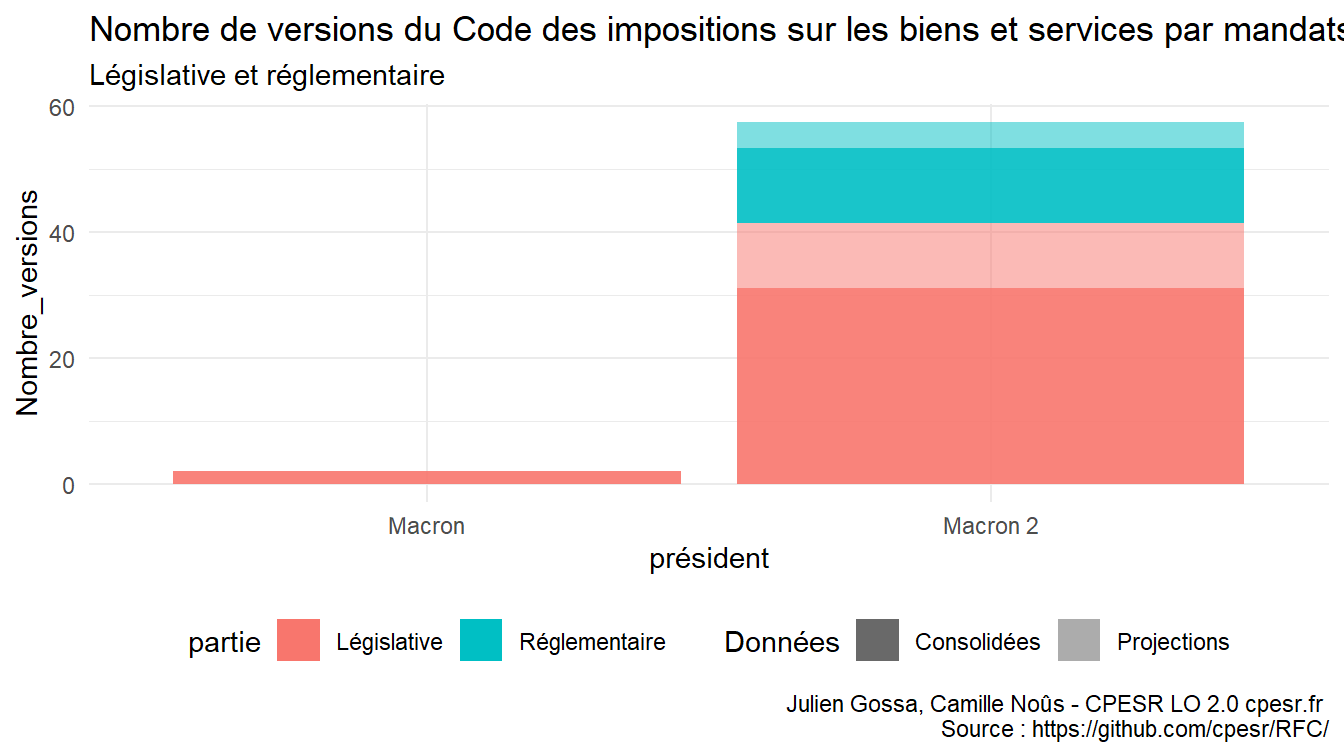 Nombre de versions du Code des impositions sur les biens et services par mandats
Législative et réglementaire
Nombre_versions
60
40
20
0
Macron
Macron 2
président
partie
Législative
Réglementaire
Données
Consolidées
Projections
Julien Gossa, Camille Noûs - CPESR LO 2.0 cpesr.fr
Source : https://github.com/cpesr/RFC/